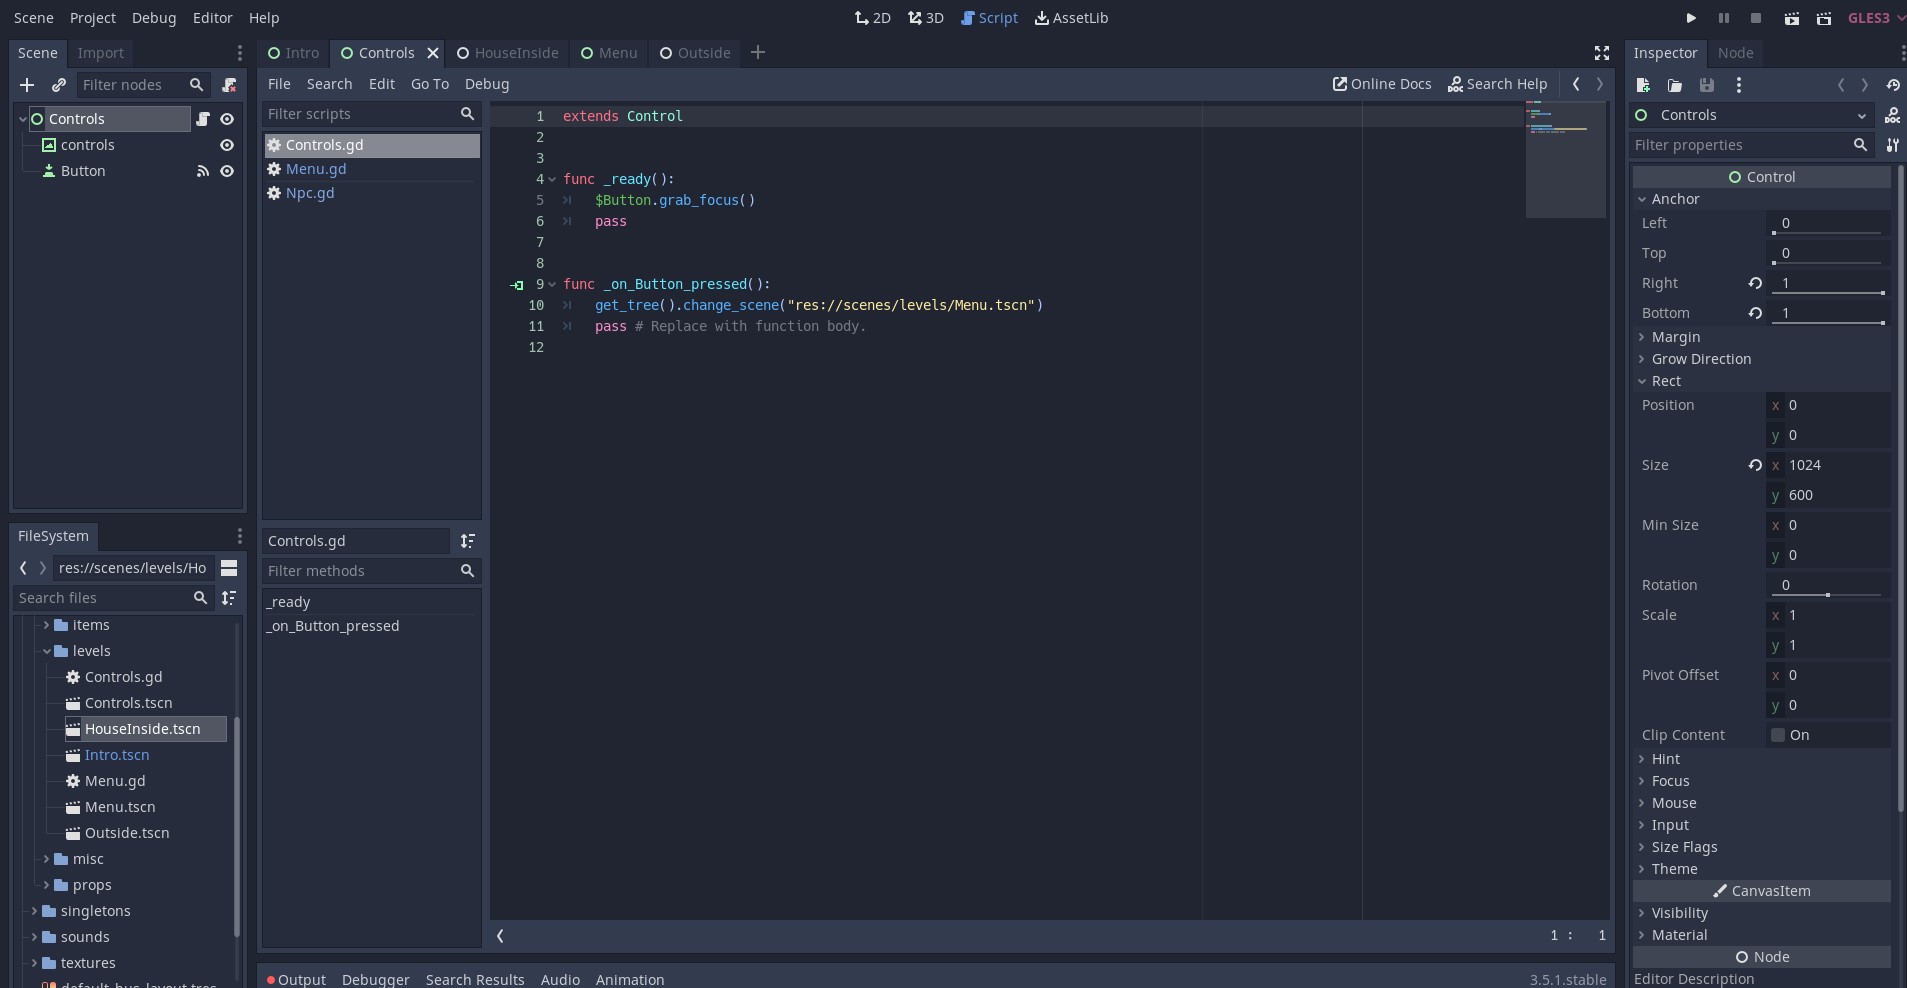 Scene Project Debug Editor Help
2D 3D Script AssetLib
GLES3
Scene Import
Filter nodes
Controls
controls
Button
FileSystem
res://scenes/levels/Ho
Search files
items
levels
Controls.gd
Controls.tscn
HouseInside.tscn
Intro.tscn
Menu.gd
Menu.tscn
Outside.tscn
misc
props
singletons
sounds
textures
default_bus_layout.tres
Intro Controls HouseInside Menu Outside
File Search Edit Go To Debug
Online Docs Search Help
Filter scripts
Controls.gd
Menu.gd
Npc.gd
Controls.gd
Filter methods
_ready
_on_Button_pressed
1 extends Control
2
3
4 func _ready():
5 $Button.grab_focus()
6 pass
7
8
9 func _on_Button_pressed():
10 get_tree().change_scene("res://scenes/levels/Menu.tscn")
11 pass # Replace with function body.
12
1 : 1
Output Debugger Search Results Audio Animation
3.5.1.stable
Inspector Node
Controls
Filter properties
Control
Anchor
Left 0
Top 0
Right 1
Bottom 1
Margin
Grow Direction
Rect
Position x 0
y 0
Size x 1024
y 600
Min Size x 0
y 0
Rotation 0
Scale x 1
y 1
Pivot Offset x 0
y 0
Clip Content On
Hint
Focus
Mouse
Input
Size Flags
Theme
CanvasItem
Visibility
Material
Node
Editor Description